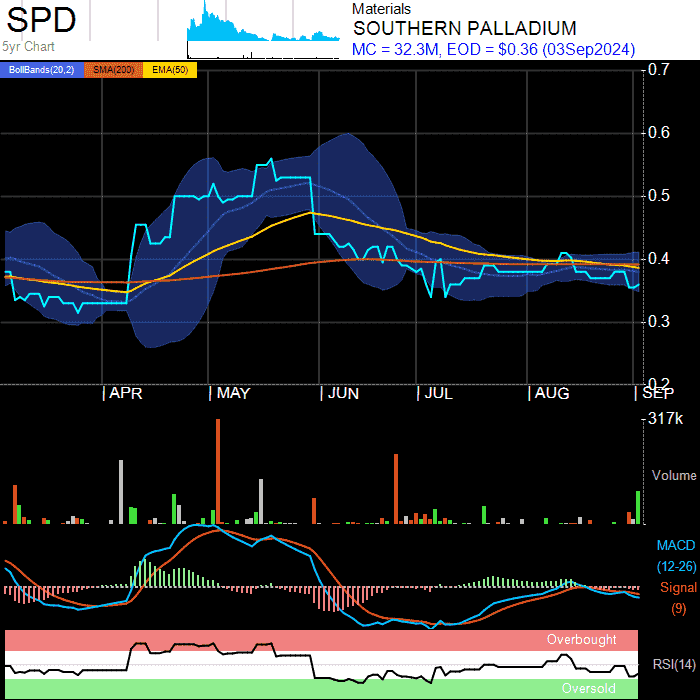 SPD
5yr Chart
Materials
SOUTHERN PALLADIUM
MC = 32.3M, EOD = $0.36 (03Sep2024)
BollBands(20,2) SMA(200) EMA(50)
0.7
0.6
0.5
0.4
0.3
0.2
APR MAY JUN JUL AUG SEP
317k
Volume
MACD
(12-26)
Signal
(9)
Overbought
RSI(14)
Oversold